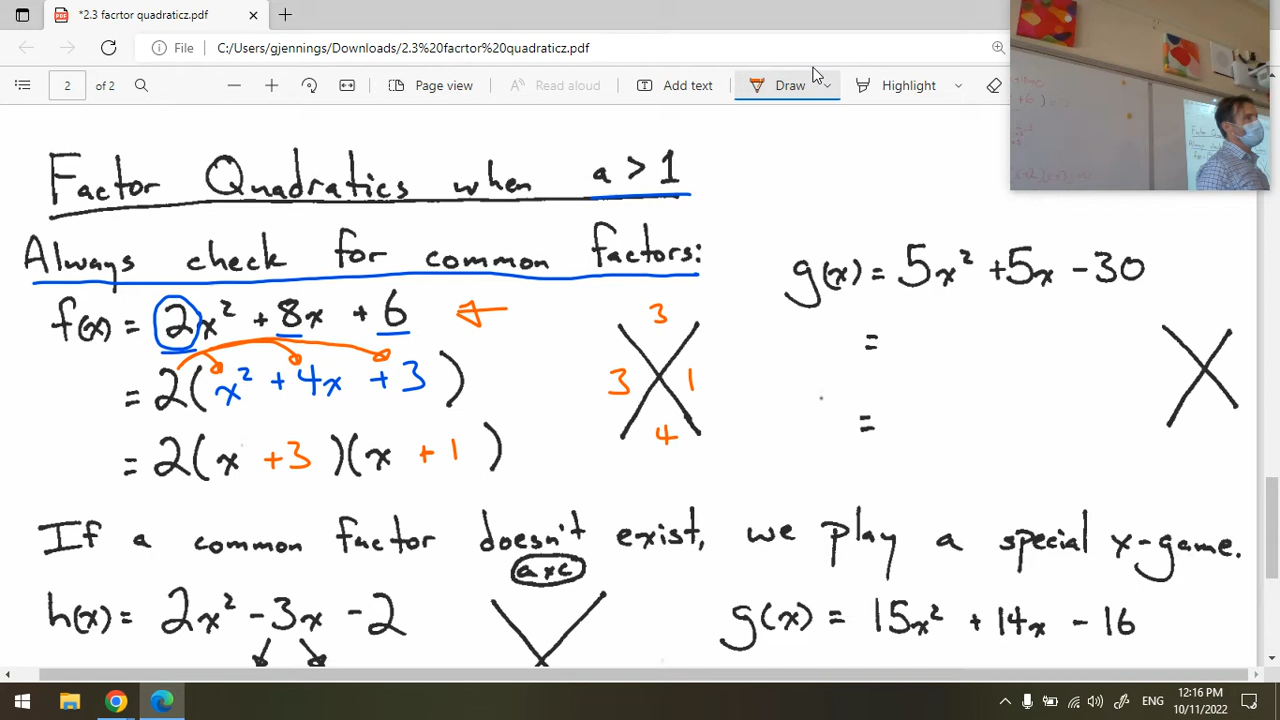 *2.3 facrtor quadraticz.pdf
File C:/Users/gjennings/Downloads/2.3%20facrtor%20quadraticz.pdf
2 of 2 Page view Read aloud Add text Draw Highlight
Factor Quadratics when a > 1
Always check for common factors:
f(x) = 2x² + 8x + 6
= 2( x² + 4x + 3 )
= 2(x + 3 )(x + 1 )
3
3 1
4
g(x) = 5x² + 5x - 30
=
=
If a common factor doesn't exist, we play a special x-game.
h(x) = 2x² - 3x - 2
a×c
g(x) = 15x² + 14x - 16
ENG
12:16 PM
10/11/2022